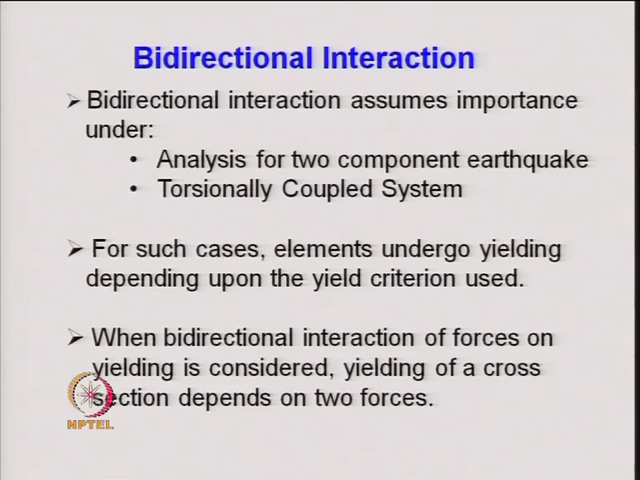 Bidirectional Interaction
➢ Bidirectional interaction assumes importance
under:
• Analysis for two component earthquake
• Torsionally Coupled System
➢ For such cases, elements undergo yielding
depending upon the yield criterion used.
➢ When bidirectional interaction of forces on
yielding is considered, yielding of a cross
section depends on two forces.
NPTEL